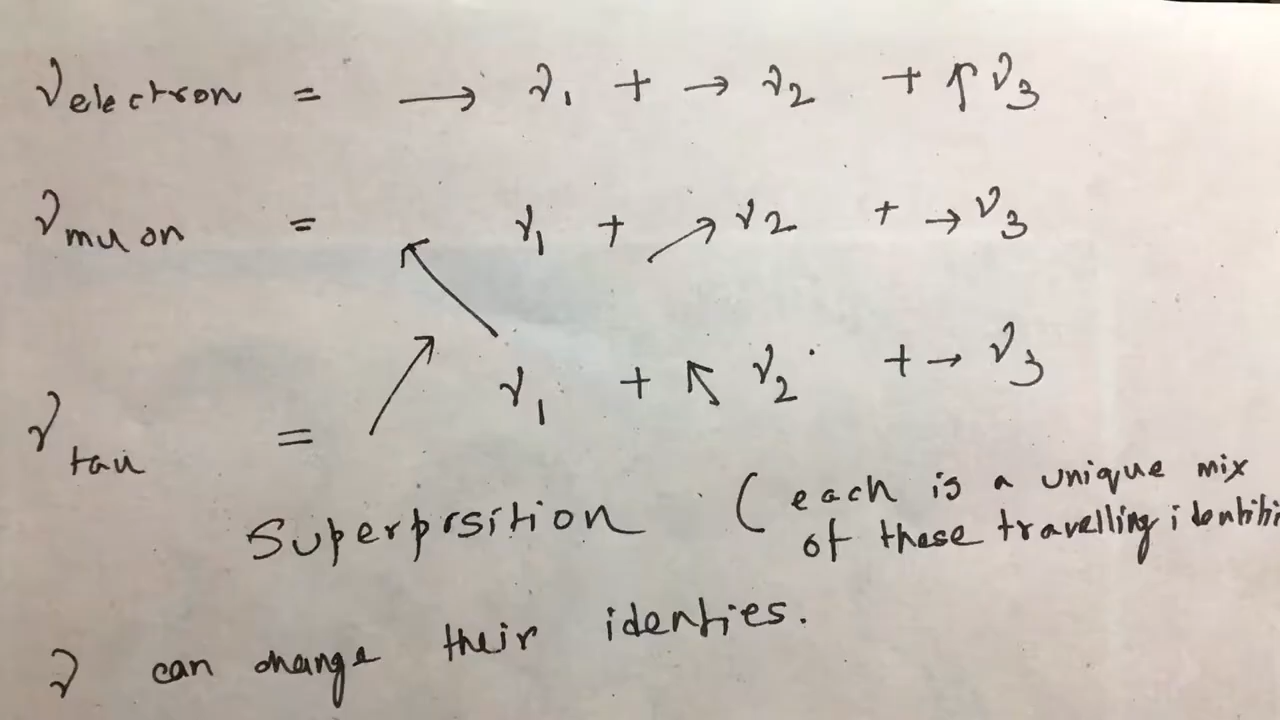 ν electron = → ν1 + → ν2 + ↑ ν3
ν muon = ↖ ν1 + ↗ ν2 + → ν3
ν tau = ↗ ν1 + ↖ ν2 + → ν3
Superposition (each is a unique mix
of these travelling
ν can change their identies.